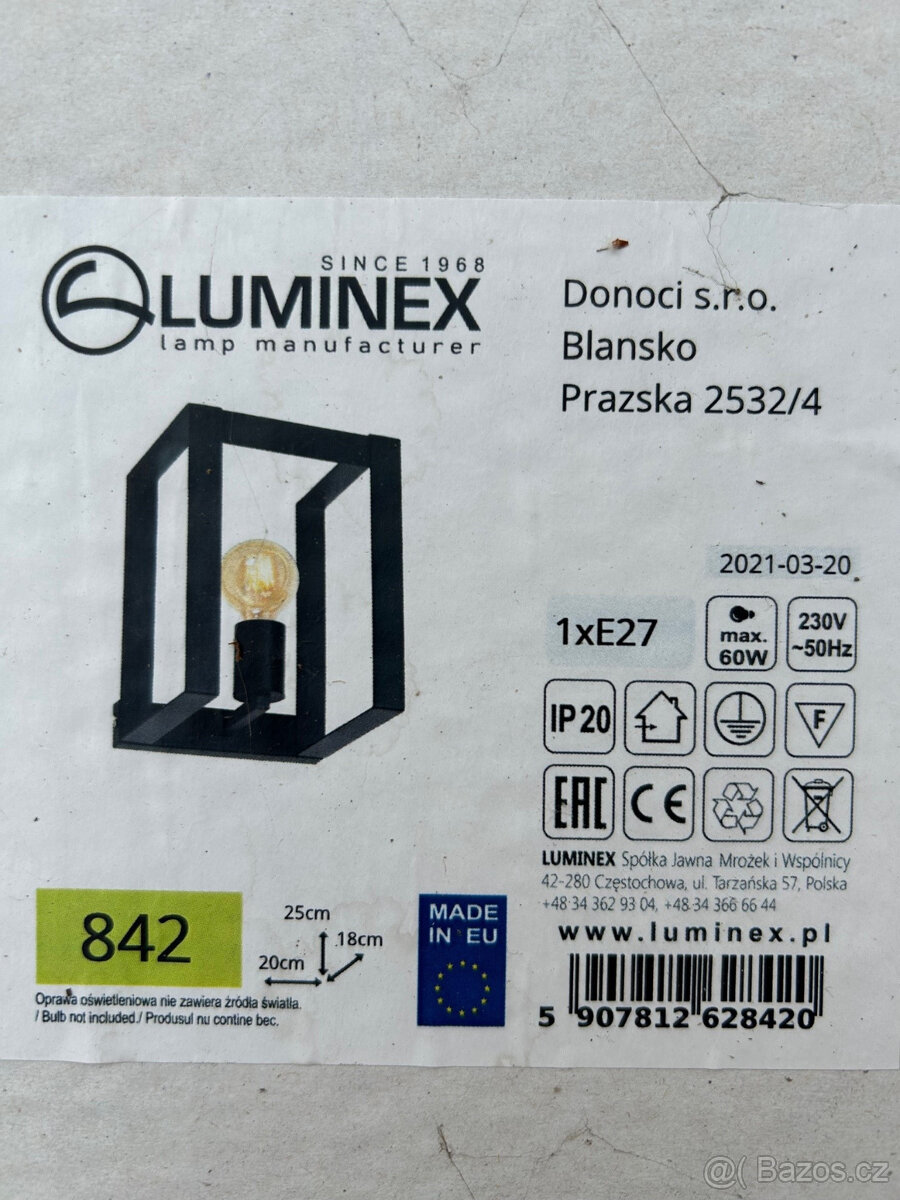 SINCE 1968
LUMINEX
lamp manufacturer
Donoci s.r.o.
Blansko
Prazska 2532/4
2021-03-20
1xE27
max.
60W
230V
~50Hz
IP20
F
EAC
CE
LUMINEX Spółka Jawna Mrożek i Wspólnicy
42-280 Częstochowa, ul. Tarzańska 57, Polska
+48 34 362 93 04, +48 34 366 66 44
www.luminex.pl
842
25cm
18cm
20cm
MADE
IN EU
Oprawa oświetleniowa nie zawiera żródła światła.
/ Bulb not included./ Produsul nu contine bec.
5 907812 628420
@( Bazos.cz